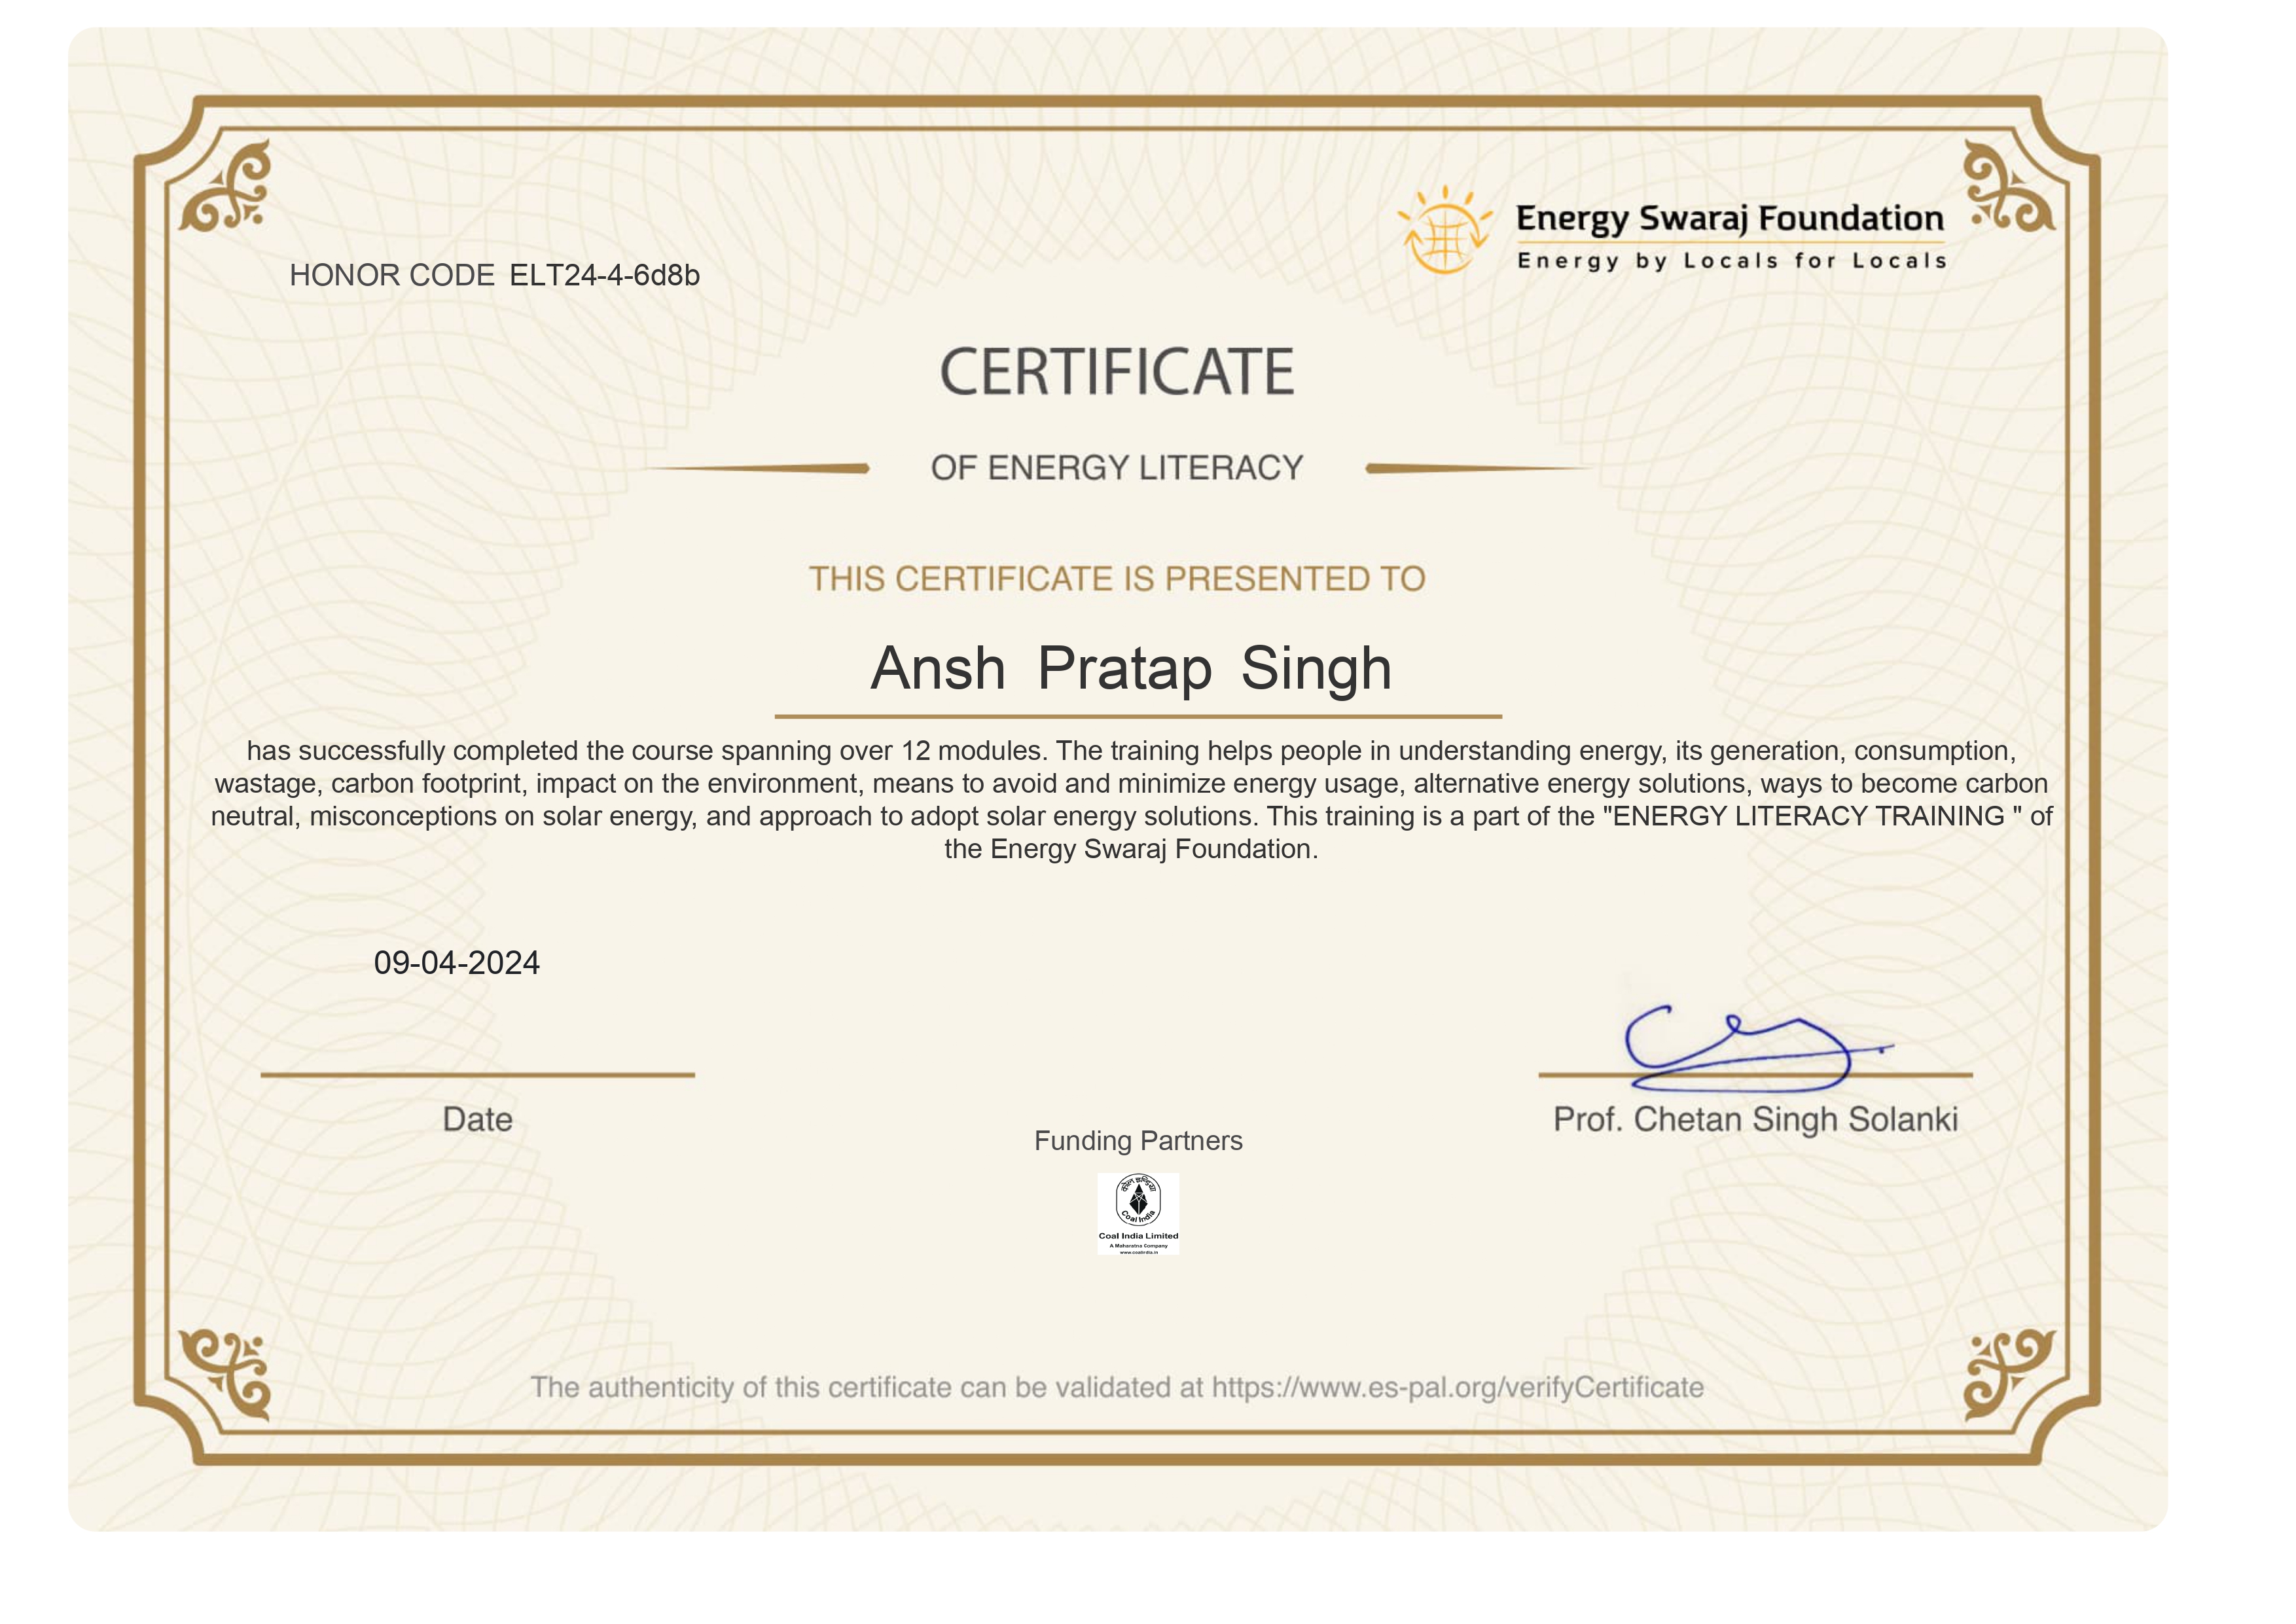 Energy Swaraj Foundation
Energy by Locals for Locals
HONOR CODE ELT24-4-6d8b
CERTIFICATE
OF ENERGY LITERACY
THIS CERTIFICATE IS PRESENTED TO
Ansh Pratap Singh
has successfully completed the course spanning over 12 modules. The training helps people in understanding energy, its generation, consumption,
wastage, carbon footprint, impact on the environment, means to avoid and minimize energy usage, alternative energy solutions, ways to become carbon
neutral, misconceptions on solar energy, and approach to adopt solar energy solutions. This training is a part of the "ENERGY LITERACY TRAINING " of
the Energy Swaraj Foundation.
09-04-2024
Date
Prof. Chetan Singh Solanki
Funding Partners
कोल इण्डिया
Coal India
Coal India Limited
A Maharatna Company
www.coalindia.in
The authenticity of this certificate can be validated at https://www.es-pal.org/verifyCertificate